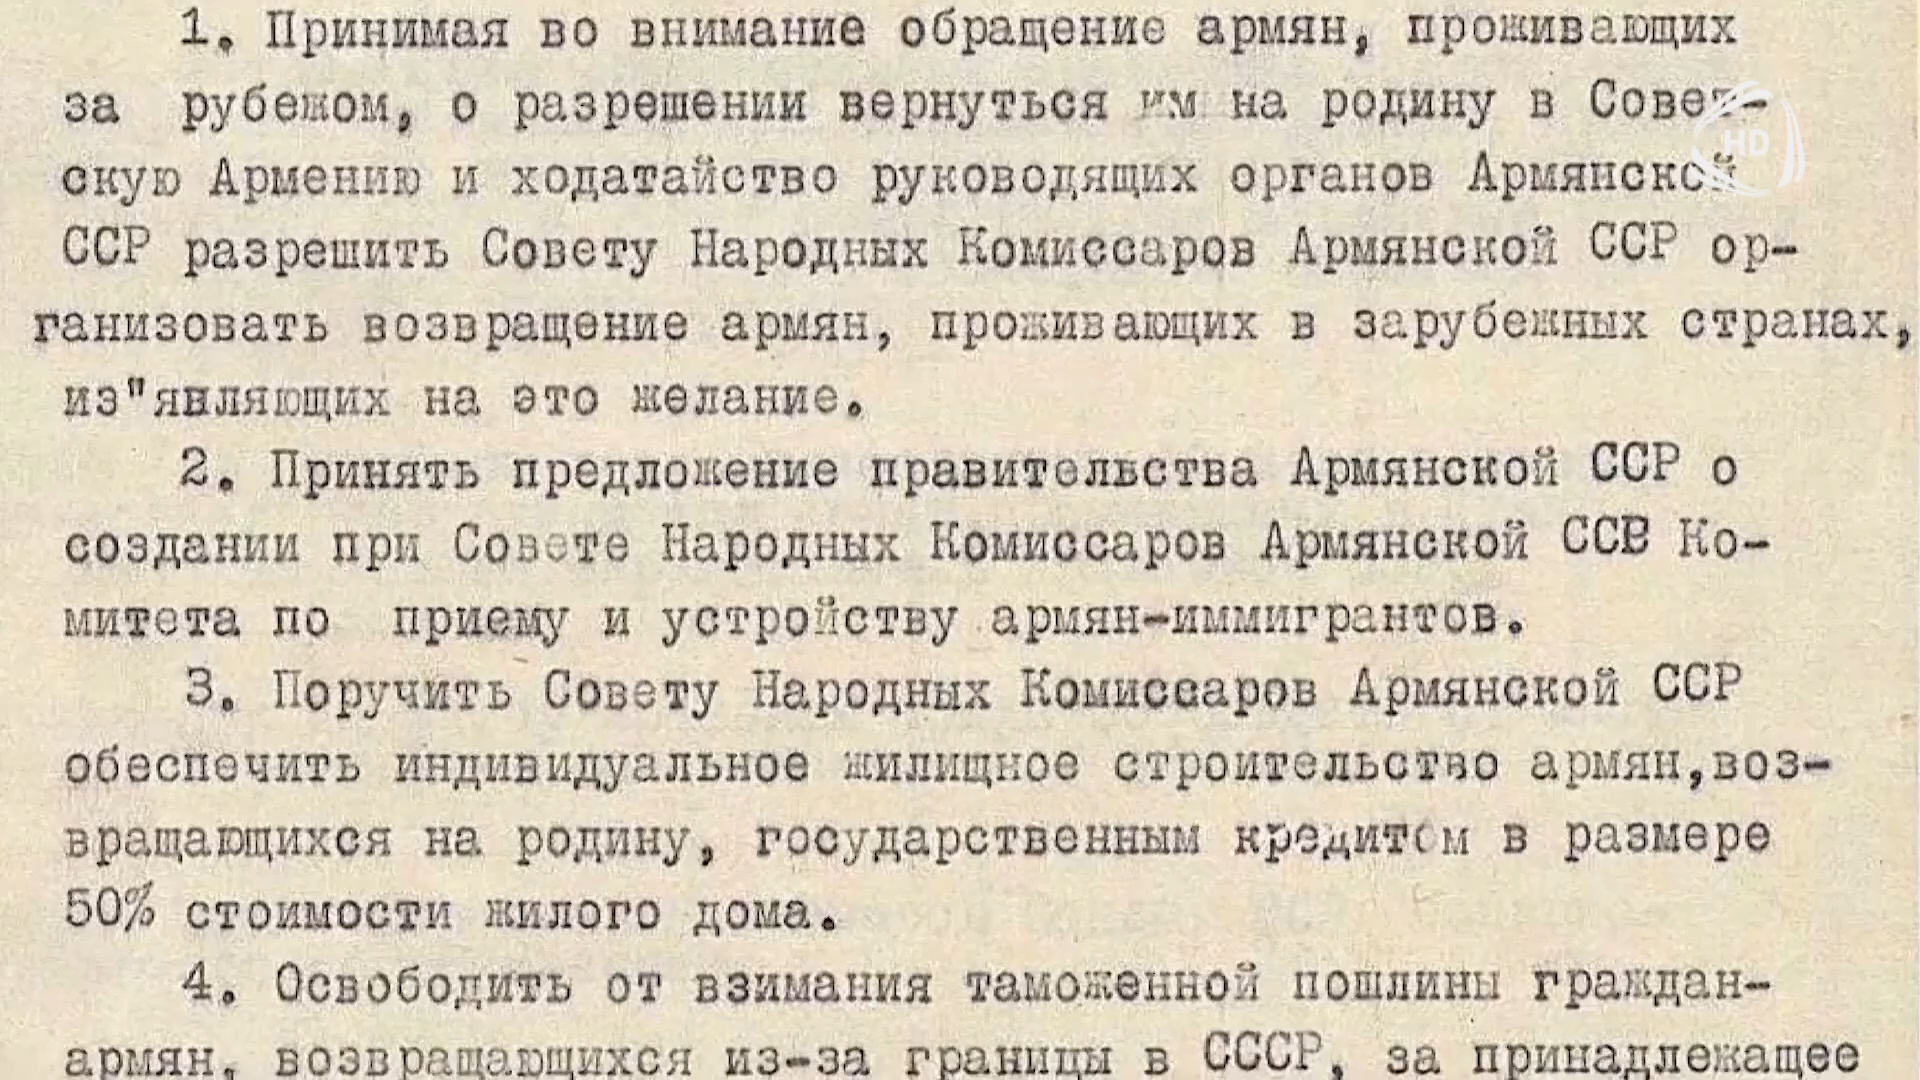 1. Принимая во внимание обращение армян, проживающих
за рубежом, о разрешении вернуться им на родину в Совет-
скую Армению и ходатайство руководящих органов Армянской
ССР разрешить Совету Народных Комиссаров Армянской ССР ор-
ганизовать возвращение армян, проживающих в зарубежных странах,
из"являющих на это желание.
2. Принять предложение правительства Армянской ССР о
создании при Совете Народных Комиссаров Армянской ССВ Ко-
митета по приему и устройству армян-иммигрантов.
3. Поручить Совету Народных Комиссаров Армянской ССР
обеспечить индивидуальное жилищное строительство армян,воз-
вращающихся на родину, государственным кредитом в размере
50% стоимости жилого дома.
4. Освободить от взимания таможенной пошлины граждан-
армян, возвращающихся из-за границы в СССР, за принадлежащее
HD